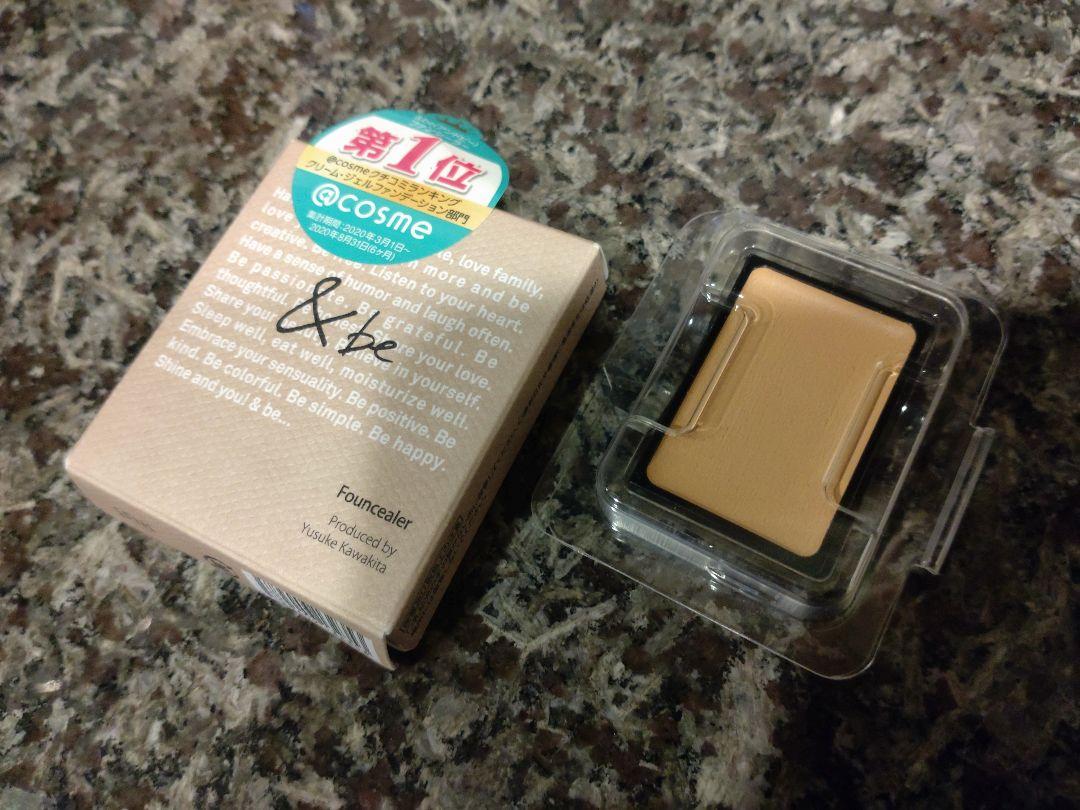 第1位
@cosmeクチコミランキング
クリーム・ジェルファンデーション部門
@cosme
集計期間:2020年3月1日~
2020年8月31日(6ヶ月)
love family,
love more and be
creative. Listen to your heart.
Have a sense of humor and laugh often.
Be passionate. Be grateful. Be
thoughtful, Share your love.
Share your Believe in yourself.
Sleep well, eat well, moisturize well.
Embrace your sensuality. Be positive. Be
kind. Be colorful. Be simple. Be happy.
Shine and you! & be...
& be
Founcealer
Produced by
Yusuke Kawakita